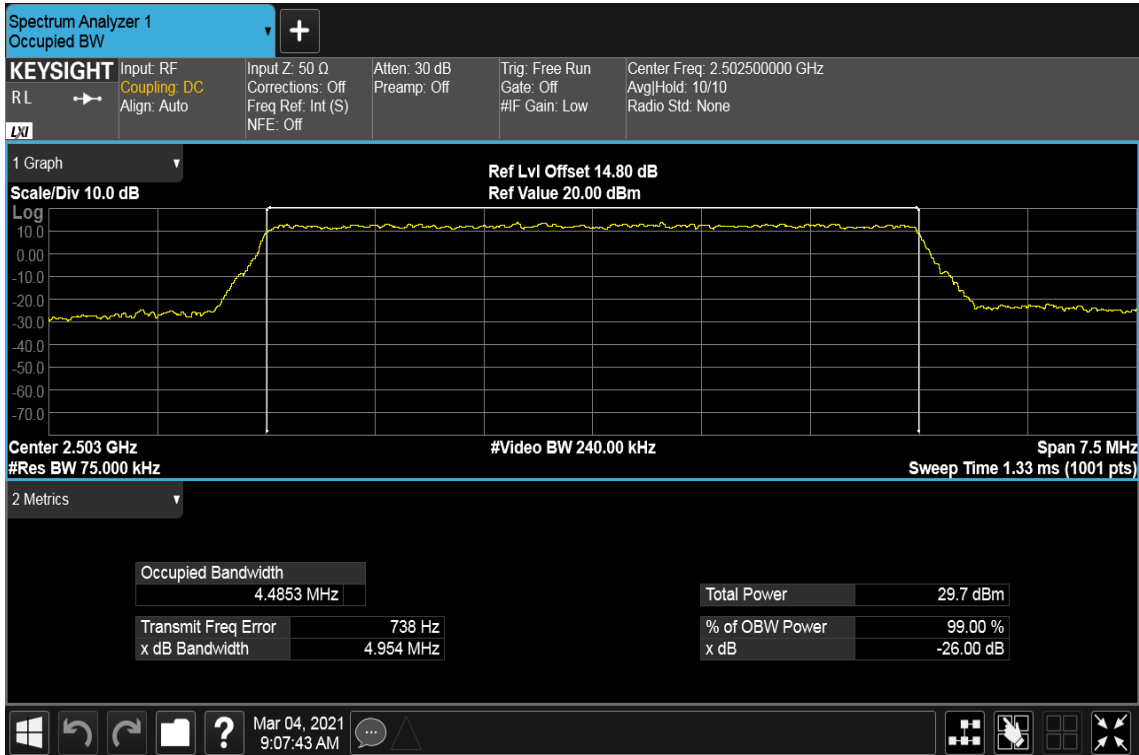 Spectrum Analyzer 1
Occupied BW
+
KEYSIGHT
R L
LXI
Input: RF
Coupling: DC
Align: Auto
Input Z: 50 Ω
Corrections: Off
Freq Ref: Int (S)
NFE: Off
Atten: 30 dB
Preamp: Off
Trig: Free Run
Gate: Off
#IF Gain: Low
Center Freq: 2.502500000 GHz
Avg|Hold: 10/10
Radio Std: None
1 Graph
Scale/Div 10.0 dB
Ref Lvl Offset 14.80 dB
Ref Value 20.00 dBm
Log
10.0
0.00
-10.0
-20.0
-30.0
-40.0
-50.0
-60.0
-70.0
Center 2.503 GHz
#Res BW 75.000 kHz
#Video BW 240.00 kHz
Span 7.5 MHz
Sweep Time 1.33 ms (1001 pts)
2 Metrics
Occupied Bandwidth
4.4853 MHz
Transmit Freq Error 738 Hz
x dB Bandwidth 4.954 MHz
Total Power 29.7 dBm
% of OBW Power 99.00 %
x dB -26.00 dB
?
Mar 04, 2021
9:07:43 AM